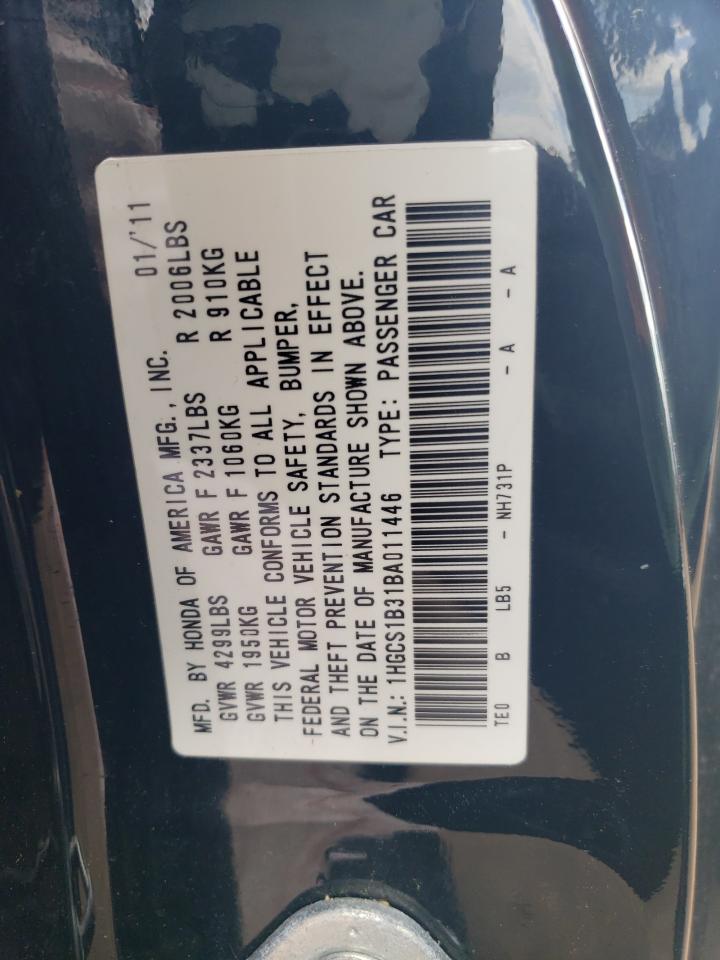 MFD. BY HONDA OF AMERICA MFG., INC. 01/'11
GVWR 4299LBS GAWR F 2337LBS R 2006LBS
GVWR 1950KG GAWR F 1060KG R 910KG
THIS VEHICLE CONFORMS TO ALL APPLICABLE
FEDERAL MOTOR VEHICLE SAFETY, BUMPER,
AND THEFT PREVENTION STANDARDS IN EFFECT
ON THE DATE OF MANUFACTURE SHOWN ABOVE.
V.I.N.: 1HGCS1B31BA011446 TYPE: PASSENGER CAR
TE0 B LB5 - NH731P - A - A